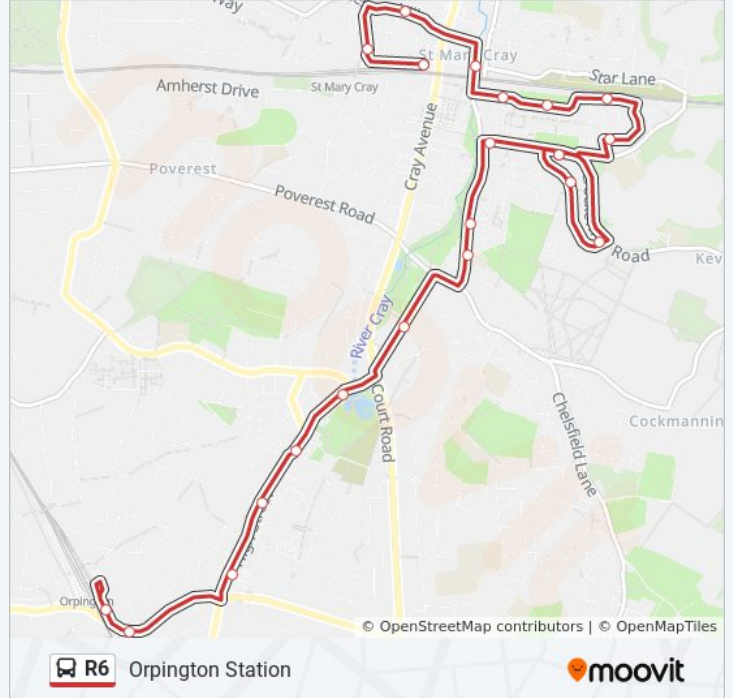 way
St Mary Cray
Star Lane
St Mary Cray
Amherst Drive
Cray Avenue
Poverest
Poverest Road
Road
Kev
River Cray
Court Road
Chelsfield Lane
Cockmannin
Orpington
© OpenStreetMap contributors | © OpenMapTiles
R6 Orpington Station
moovit